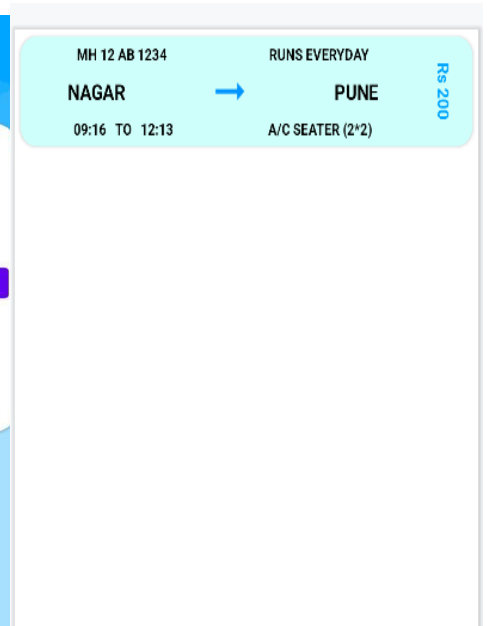 MH 12 AB 1234 RUNS EVERYDAY
NAGAR → PUNE
09:16 TO 12:13 A/C SEATER (2*2)
Rs 200